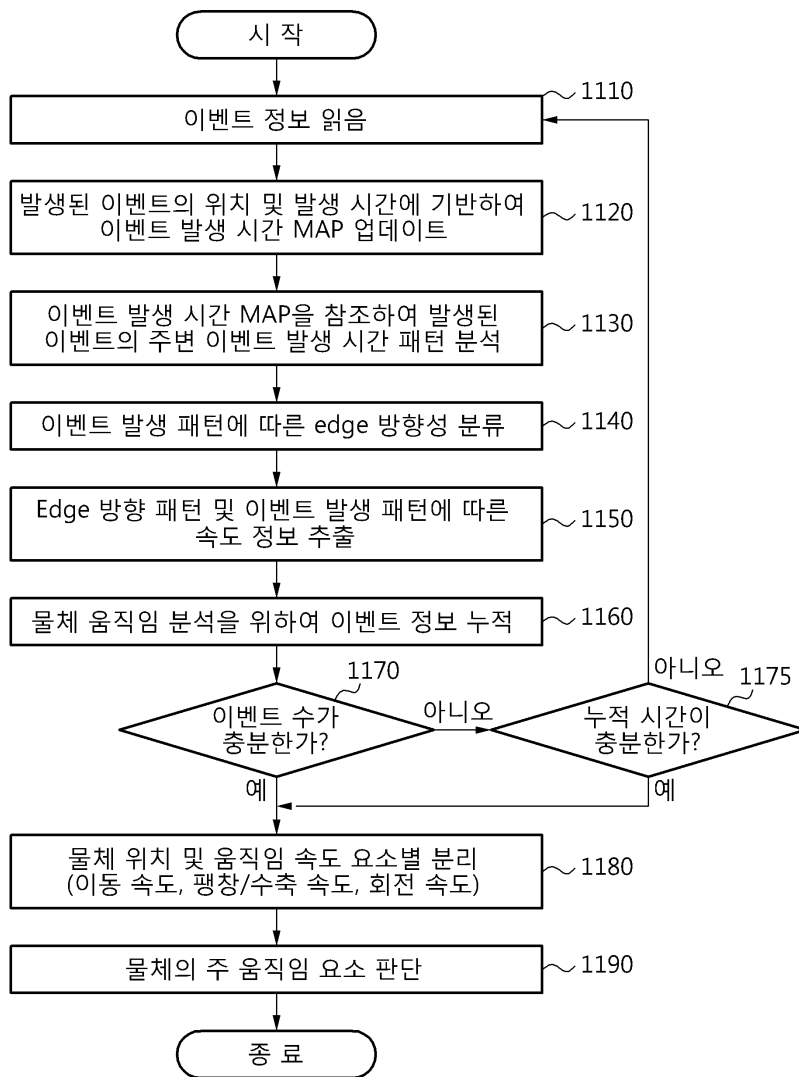 시 작
이벤트 정보 읽음
1110
발생된 이벤트의 위치 및 발생 시간에 기반하여
이벤트 발생 시간 MAP 업데이트
1120
이벤트 발생 시간 MAP을 참조하여 발생된
이벤트의 주변 이벤트 발생 시간 패턴 분석
1130
이벤트 발생 패턴에 따른 edge 방향성 분류
1140
Edge 방향 패턴 및 이벤트 발생 패턴에 따른
속도 정보 추출
1150
물체 움직임 분석을 위하여 이벤트 정보 누적
1160
1170
이벤트 수가
충분한가?
아니오
예
아니오
1175
누적 시간이
충분한가?
예
물체 위치 및 움직임 속도 요소별 분리
(이동 속도, 팽창/수축 속도, 회전 속도)
1180
물체의 주 움직임 요소 판단
1190
종 료